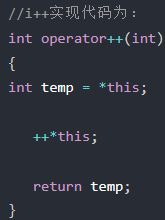 //i++实现代码为：
int operator++(int)
{
int temp = *this;
++*this;
return temp;
}